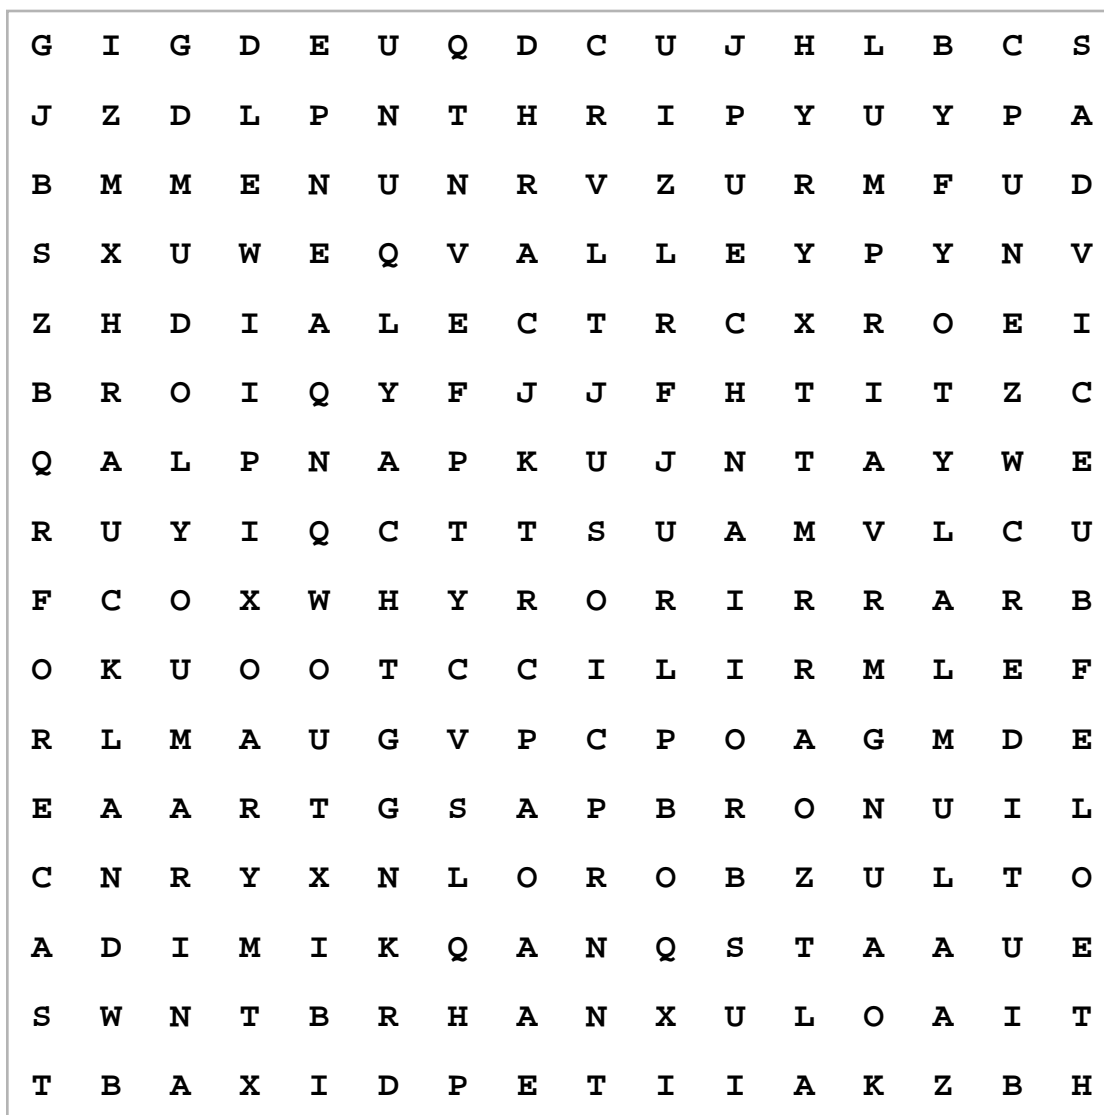 G I G D E U Q D C U J H L B C S
J Z D L P N T H R I P Y U Y P A
B M M E N U N R V Z U R M F U D
S X U W E Q V A L L E Y P Y N V
Z H D I A L E C T R C X R O E I
B R O I Q Y F J J F H T I T Z C
Q A L P N A P K U J N T A Y W E
R U Y I Q C T T S U A M V L C U
F C O X W H Y R O R I R R A R B
O K U O O T C C I L I R M L E F
R L M A U G V P C P O A G M D E
E A A R T G S A P B R O N U I L
C N R Y X N L O R O B Z U L T O
A D I M I K Q A N Q S T A A U E
S W N T B R H A N X U L O A I T
T B A X I D P E T I I A K Z B H